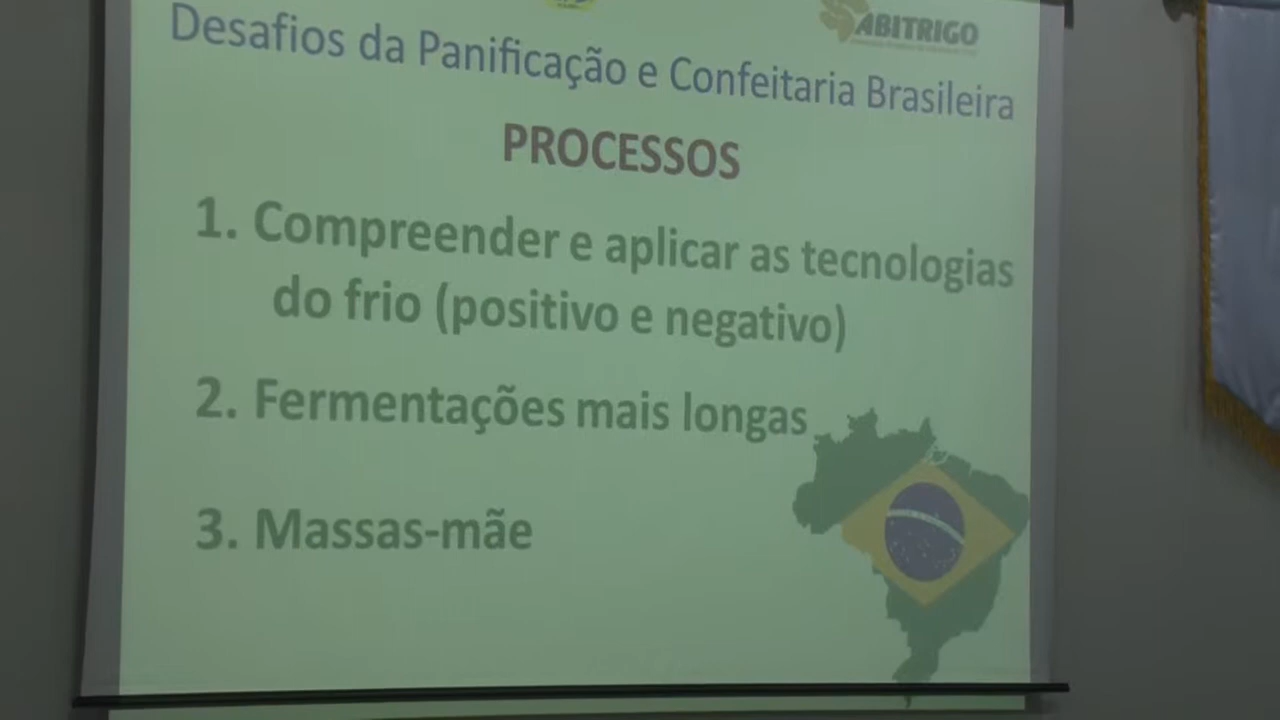 ABITRIGO
Desafios da Panificação e Confeitaria Brasileira
PROCESSOS
1. Compreender e aplicar as tecnologias
do frio (positivo e negativo)
2. Fermentações mais longas
3. Massas-mãe